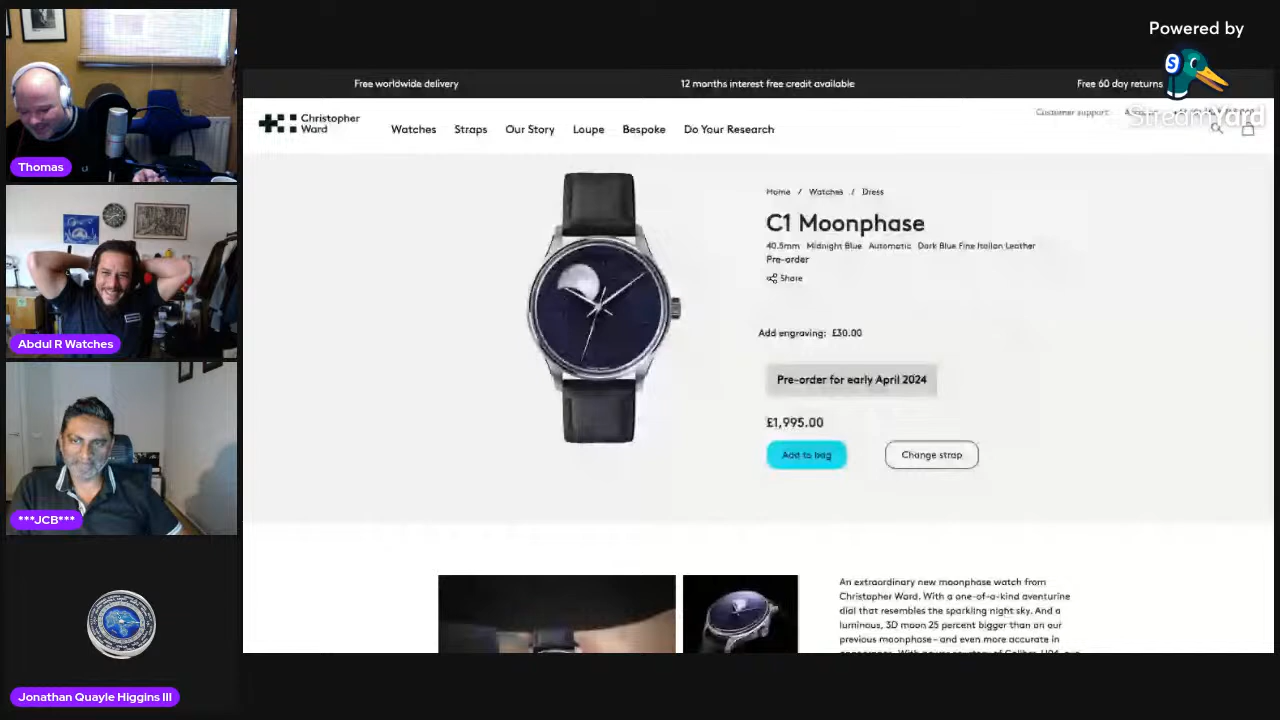 Powered by
StreamYard
Free worldwide delivery
12 months interest free credit available
Free 60 day returns
Customer support
Christopher
Ward
Watches
Straps
Our Story
Loupe
Bespoke
Do Your Research
Home / Watches / Dress
C1 Moonphase
40.5mm Midnight Blue Automatic Dark Blue Fine Italian Leather
Pre-order
Share
Add engraving: £30.00
Pre-order for early April 2024
£1,995.00
Add to bag
Change strap
An extraordinary new moonphase watch from
Christopher Ward. With a one-of-a-kind aventurine
dial that resembles the sparkling night sky. And a
luminous, 3D moon 25 percent bigger than on our
previous moonphase – and even more accurate in
Thomas
Abdul R Watches
***JCB***
Jonathan Quayle Higgins III